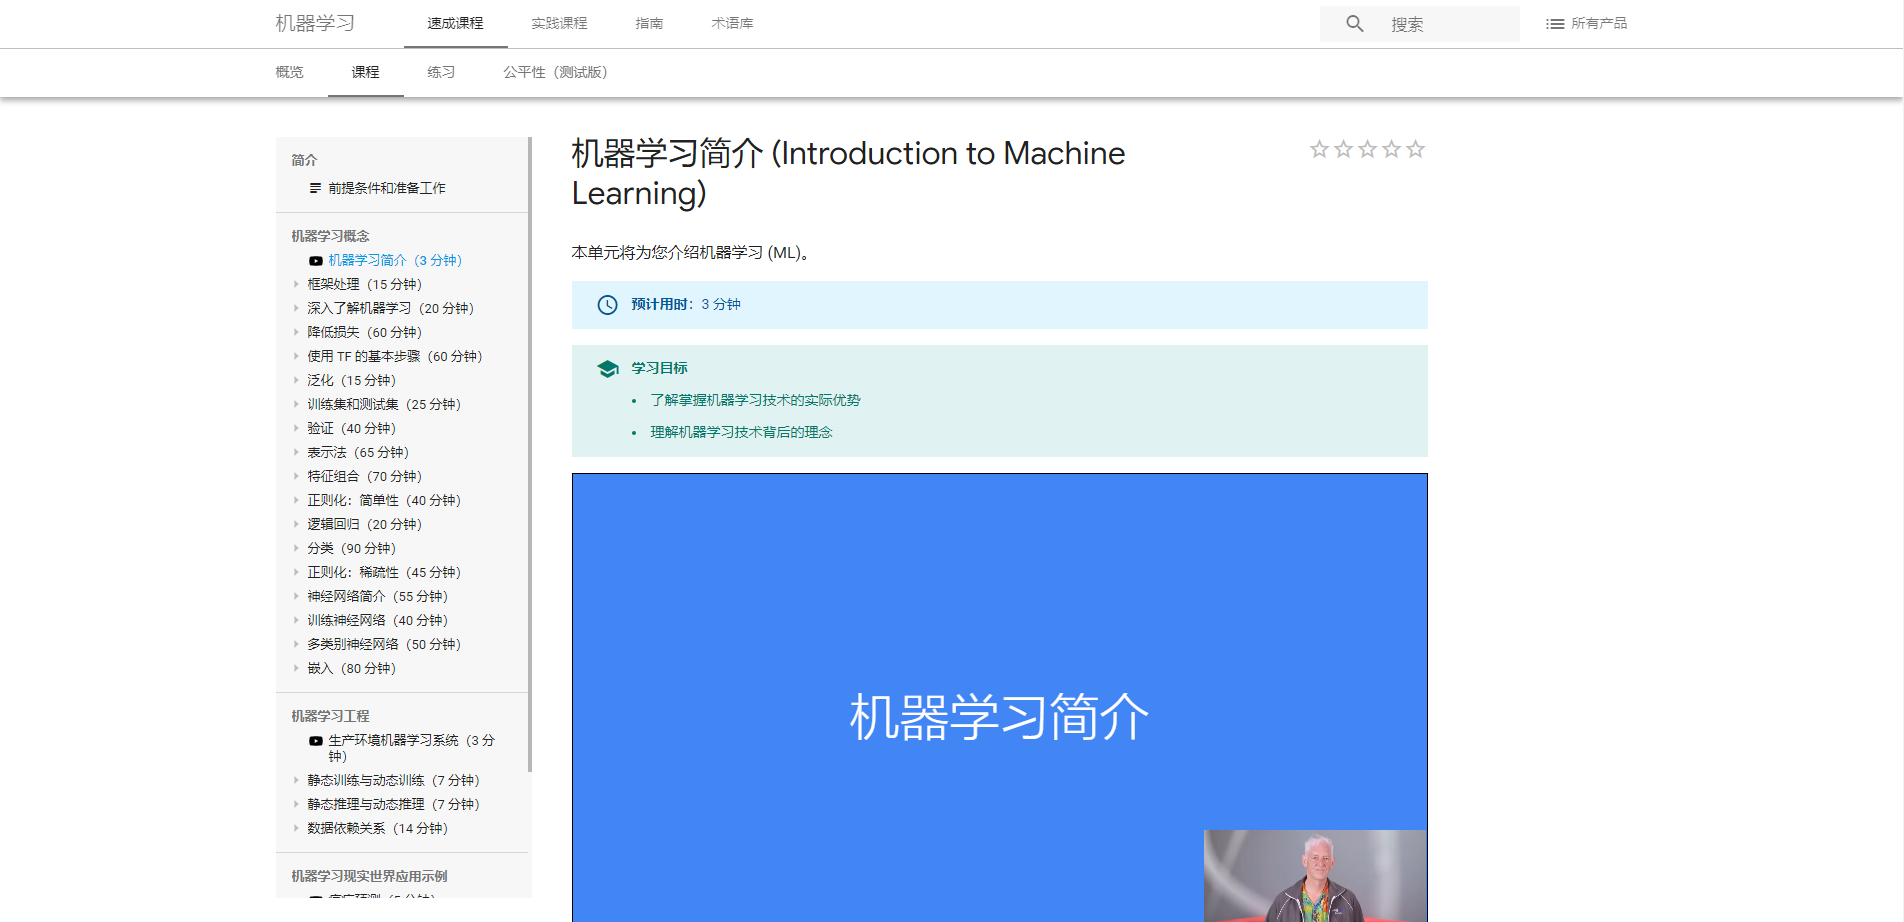 机器学习
速成课程
实践课程
指南
术语库
搜索
所有产品
概览
课程
练习
公平性（测试版）
简介
前提条件和准备工作
机器学习概念
机器学习简介（3 分钟）
框架处理（15 分钟）
深入了解机器学习（20 分钟）
降低损失（60 分钟）
使用 TF 的基本步骤（60 分钟）
泛化（15 分钟）
训练集和测试集（25 分钟）
验证（40 分钟）
表示法（65 分钟）
特征组合（70 分钟）
正则化：简单性（40 分钟）
逻辑回归（20 分钟）
分类（90 分钟）
正则化：稀疏性（45 分钟）
神经网络简介（55 分钟）
训练神经网络（40 分钟）
多类别神经网络（50 分钟）
嵌入（80 分钟）
机器学习工程
生产环境机器学习系统（3 分
钟）
静态训练与动态训练（7 分钟）
静态推理与动态推理（7 分钟）
数据依赖关系（14 分钟）
机器学习现实世界应用示例
机器学习简介 (Introduction to Machine
Learning)
本单元将为您介绍机器学习 (ML)。
预计用时：3 分钟
学习目标
了解掌握机器学习技术的实际优势
理解机器学习技术背后的理念
机器学习简介